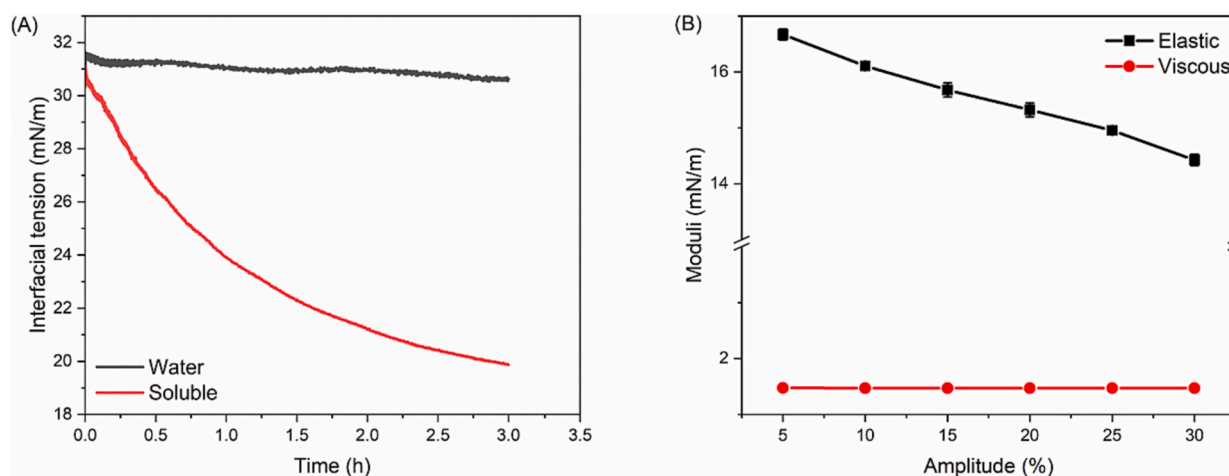 (A)
Interfacial tension (mN/m)
32
30
28
26
24
22
20
18
Water
Soluble
0.0 0.5 1.0 1.5 2.0 2.5 3.0 3.5
Time (h)
(B)
Moduli (mN/m)
16
14
2
Elastic
Viscous
5 10 15 20 25 30
Amplitude (%)